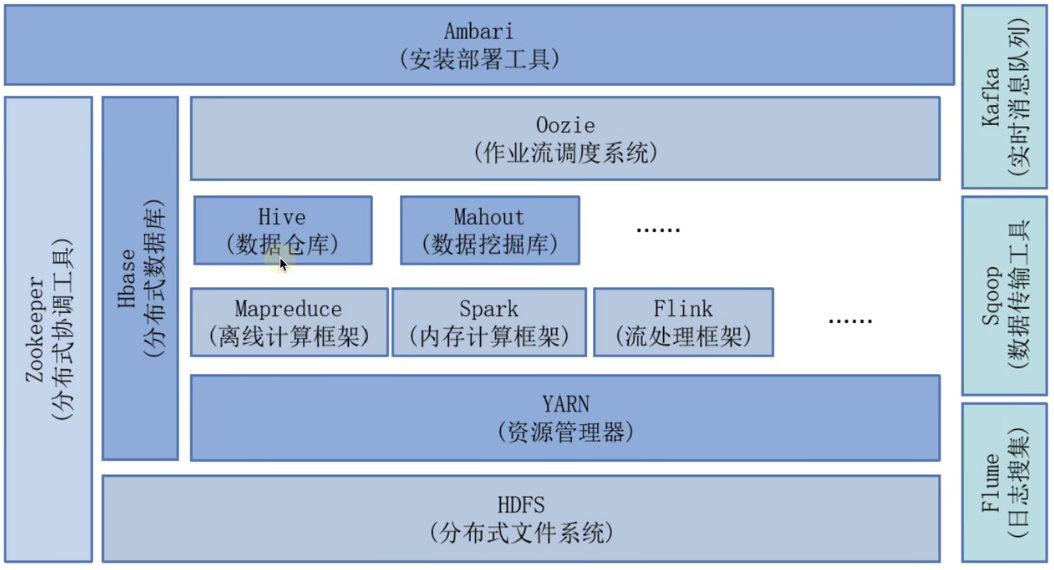 Ambari
(安装部署工具)
Kafka
(实时消息队列)
Zookeeper
(分布式协调工具)
Hbase
(分布式数据库)
Oozie
(作业流调度系统)
Hive
(数据仓库)
Mahout
(数据挖掘库)
......
Sqoop
(数据传输工具)
Mapreduce
(离线计算框架)
Spark
(内存计算框架)
Flink
(流处理框架)
......
YARN
(资源管理器)
Flume
(日志搜集)
HDFS
(分布式文件系统)